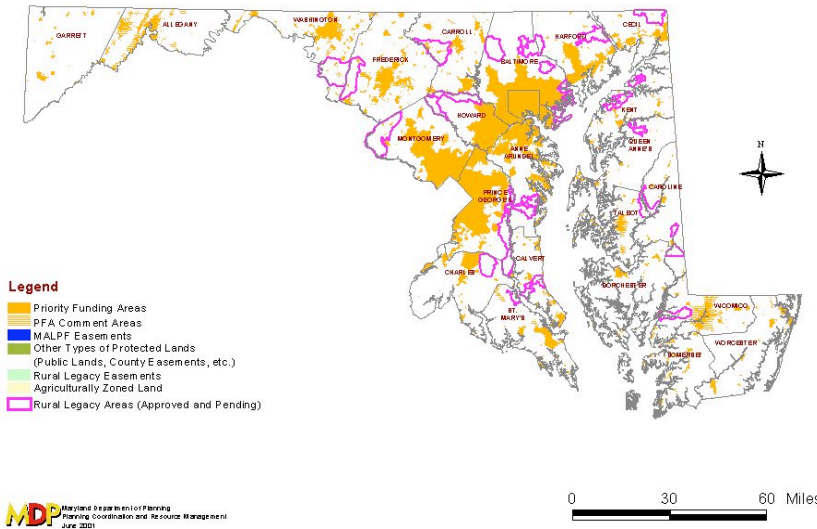 GARRETT
ALLEGANY
WASHINGTON
FREDERICK
CARROLL
BALTIMORE
HARFORD
CECIL
HOWARD
MONTGOMERY
KENT
QUEEN
ANNE'S
ANNE
ARUNDEL
PRINCE
GEORGE'S
CAROLINE
TALBOT
CALVERT
CHARLES
ST.
MARY'S
DORCHESTER
WICOMICO
WORCESTER
SOMERSET
N
Legend
Priority Funding Areas
PFA Comment Areas
MALPF Easements
Other Types of Protected Lands
(Public Lands, County Easements, etc.)
Rural Legacy Easements
Agriculturally Zoned Land
Rural Legacy Areas (Approved and Pending)
MDP
Maryland Department of Planning
Planning Coordination and Resource Management
June 2001
0 30 60 Miles